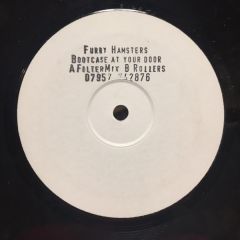 Furry Hamsters
Bootcase at your door
A FilterMix B Rollers
07957